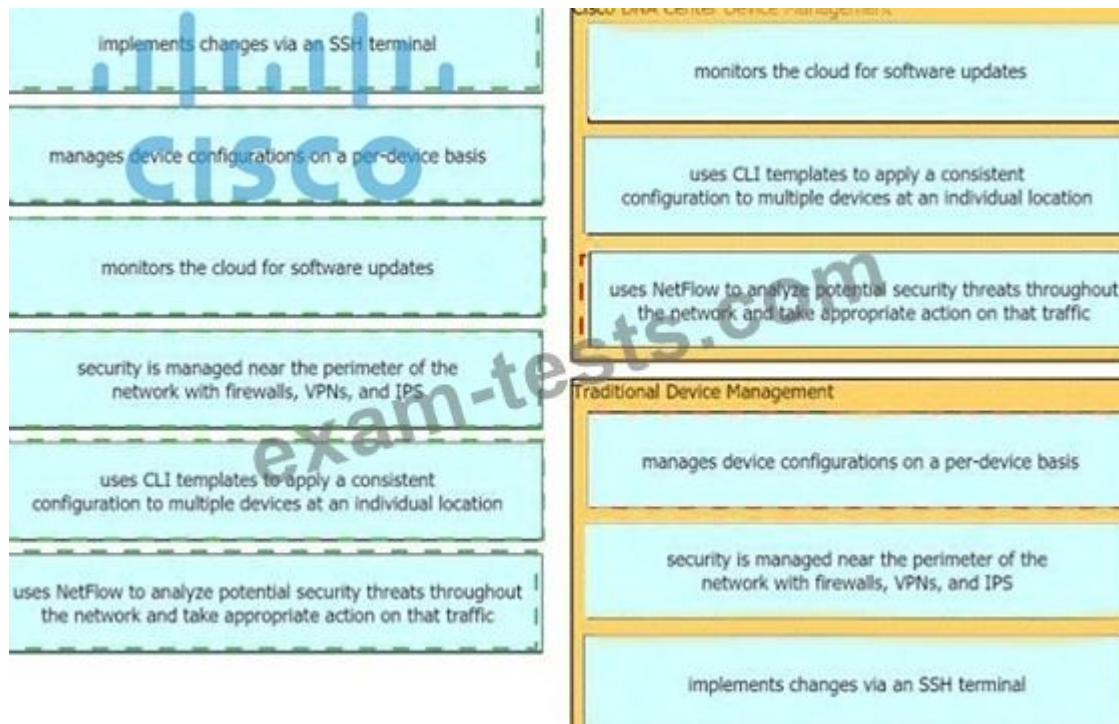 implements changes via an SSH terminal
cisco
manages device configurations on a per-device basis
monitors the cloud for software updates
security is managed near the perimeter of the
network with firewalls, VPNs, and IPS
uses CLI templates to apply a consistent
configuration to multiple devices at an individual location
uses NetFlow to analyze potential security threats throughout
the network and take appropriate action on that traffic
Cisco DNA Center Device Management
monitors the cloud for software updates
uses CLI templates to apply a consistent
configuration to multiple devices at an individual location
uses NetFlow to analyze potential security threats throughout
the network and take appropriate action on that traffic
Traditional Device Management
manages device configurations on a per-device basis
security is managed near the perimeter of the
network with firewalls, VPNs, and IPS
implements changes via an SSH terminal
exam-tests.com